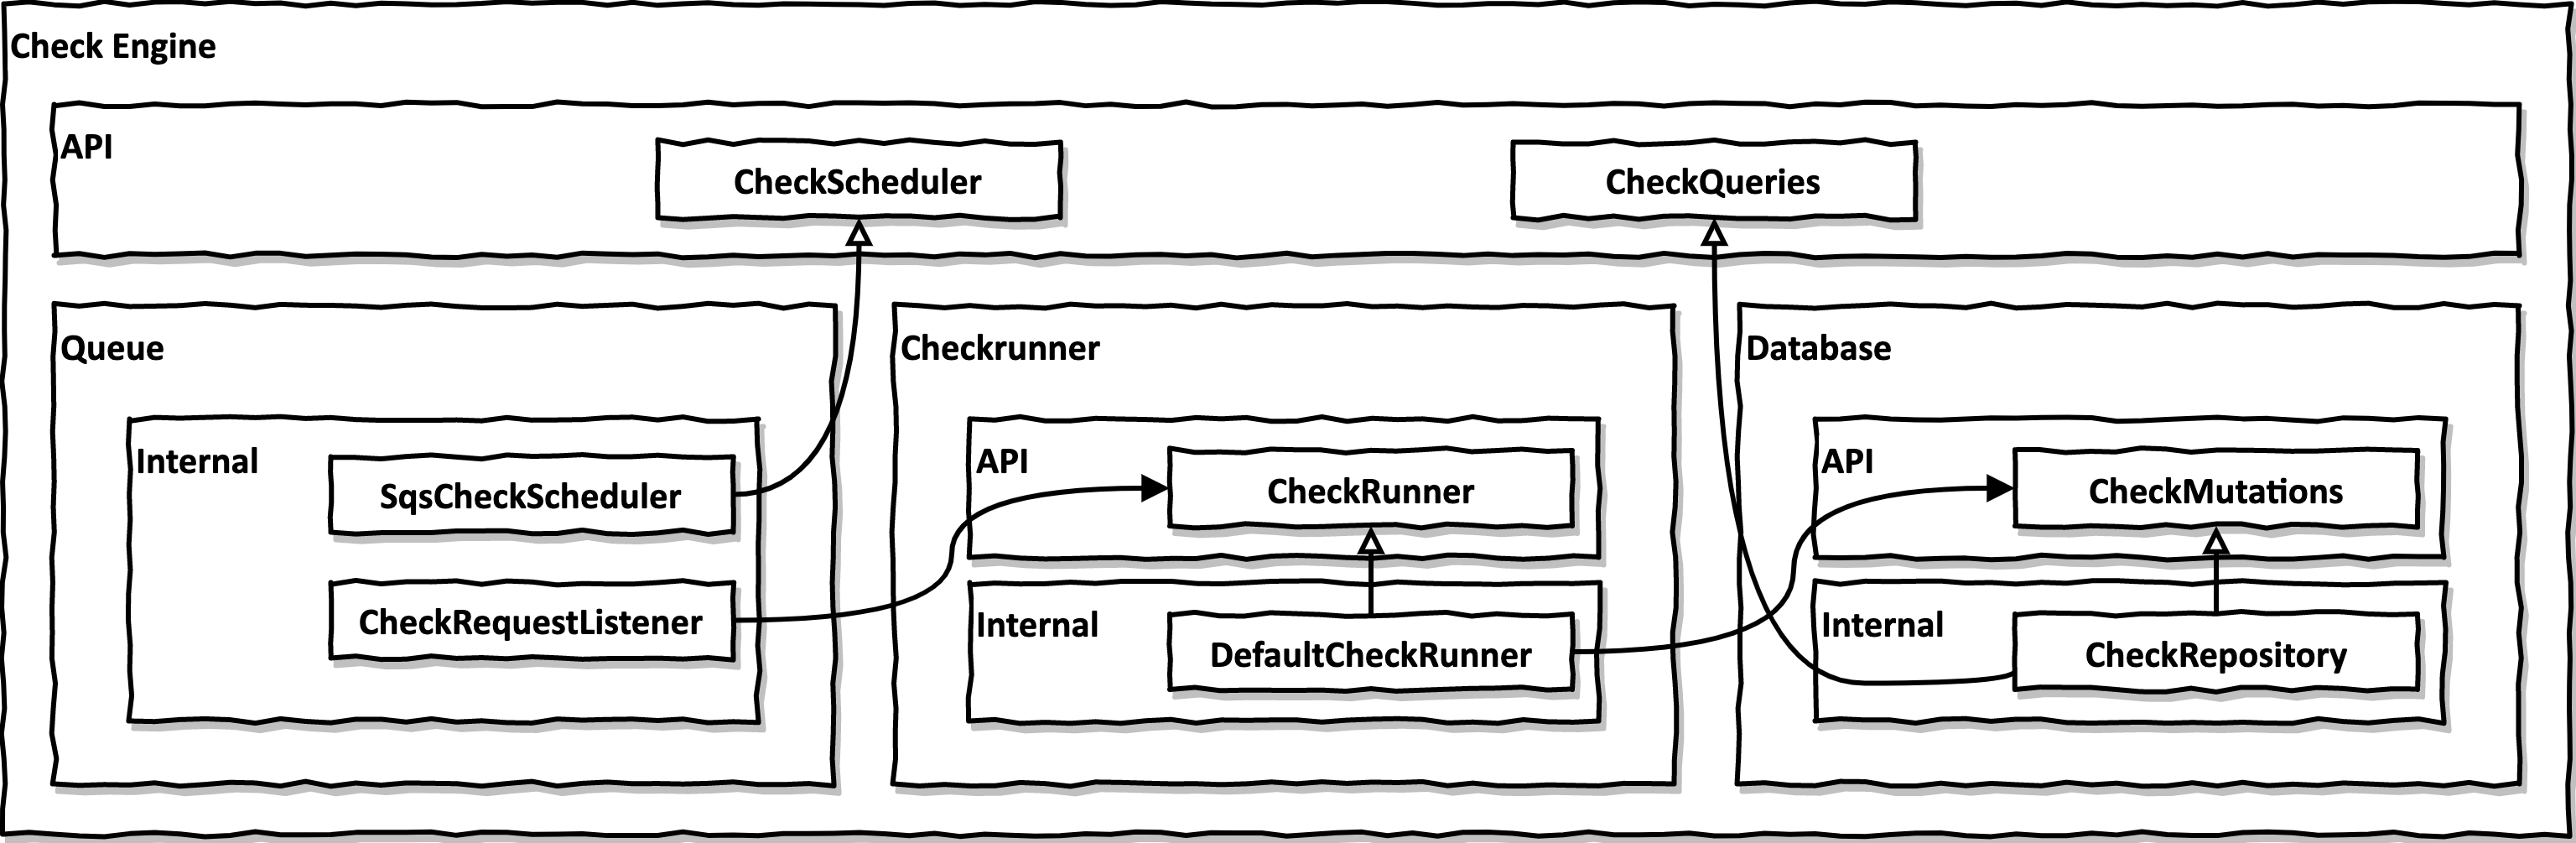 Check Engine
API
CheckScheduler
CheckQueries
Queue
Internal
SqsCheckScheduler
CheckRequestListener
Checkrunner
API
CheckRunner
Internal
DefaultCheckRunner
Database
API
CheckMutations
Internal
CheckRepository